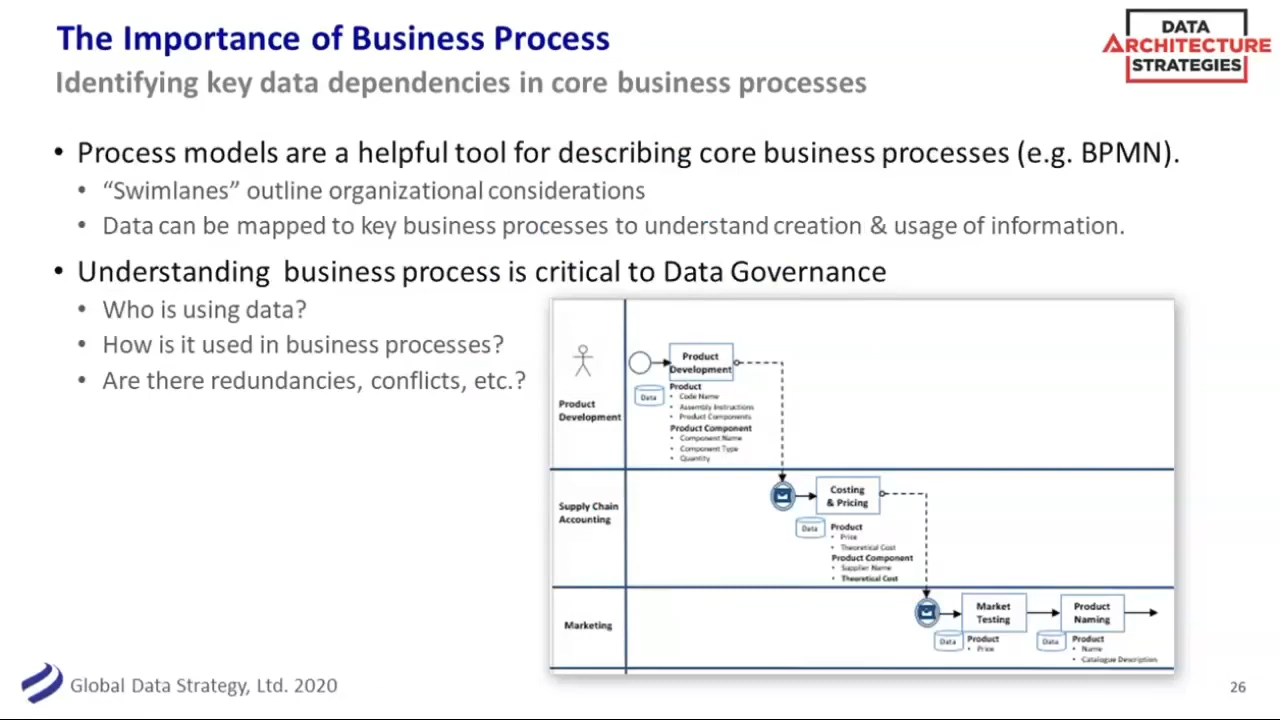 The Importance of Business Process
Identifying key data dependencies in core business processes
DATA
ARCHITECTURE
STRATEGIES
• Process models are a helpful tool for describing core business processes (e.g. BPMN).
• “Swimlanes” outline organizational considerations
• Data can be mapped to key business processes to understand creation & usage of information.
• Understanding business process is critical to Data Governance
• Who is using data?
• How is it used in business processes?
• Are there redundancies, conflicts, etc.?
Product
Development
Product
Development
Data
Product
• Code Name
• Assembly Instructions
• Product Components
Product Component
• Component Name
• Component Type
• Quantity
Supply Chain
Accounting
Costing
& Pricing
Data
Product
• Price
• Theoretical Cost
Product Component
• Supplier Name
• Theoretical Cost
Marketing
Market
Testing
Data
Product
• Price
Product
Naming
Data
Product
• Name
• Catalogue Description
Global Data Strategy, Ltd. 2020
26